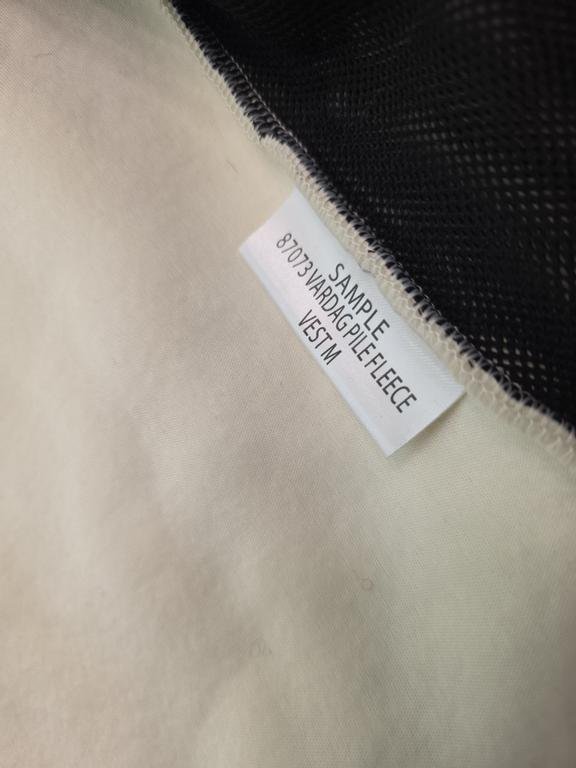 SAMPLE
87073 VARDAG PILE FLEECE
VEST M